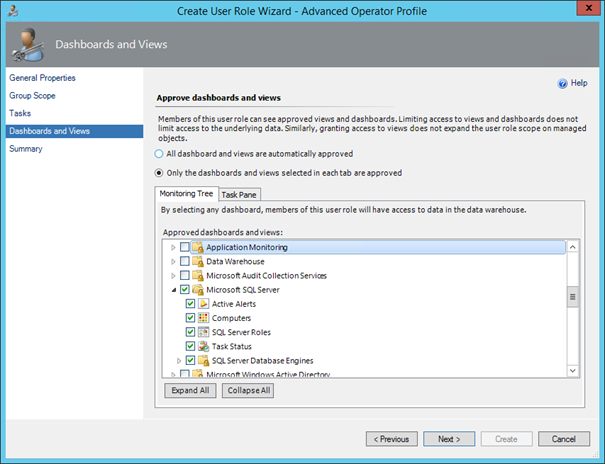 Create User Role Wizard - Advanced Operator Profile
x
Dashboards and Views
General Properties
Group Scope
Tasks
Dashboards and Views
Summary
Help
Approve dashboards and views
Members of this user role can see approved views and dashboards. Limiting access to views and dashboards does not
limit access to the underlying data. Similarly, granting access to views does not expand the user role scope on managed
objects.
All dashboard and views are automatically approved
Only the dashboards and views selected in each tab are approved
Monitoring Tree
Task Pane
By selecting any dashboard, members of this user role will have access to data in the data warehouse.
Approved dashboards and views:
Application Monitoring
Data Warehouse
Microsoft Audit Collection Services
Microsoft SQL Server
Active Alerts
Computers
SQL Server Roles
Task Status
SQL Server Database Engines
Microsoft Windows Active Directory
Expand All
Collapse All
< Previous
Next >
Create
Cancel